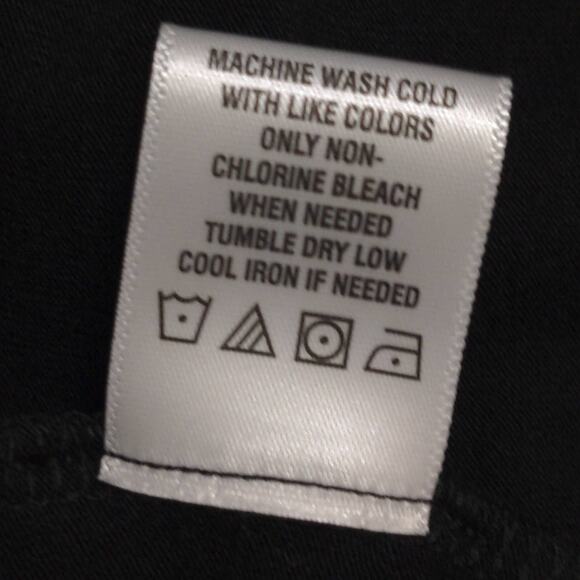 MACHINE WASH COLD
WITH LIKE COLORS
ONLY NON-
CHLORINE BLEACH
WHEN NEEDED
TUMBLE DRY LOW
COOL IRON IF NEEDED